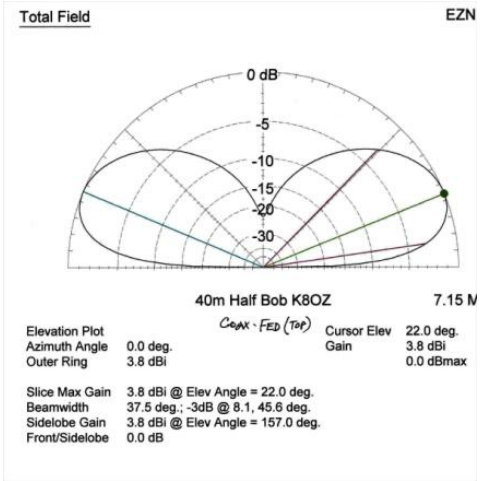 Total Field
EZN
0 dB
-5
-10
-15
-20
-30
40m Half Bob K8OZ
7.15 M
Coax-Fed (Top)
Elevation Plot
Cursor Elev 22.0 deg.
Azimuth Angle 0.0 deg.
Gain 3.8 dBi
Outer Ring 3.8 dBi
0.0 dBmax
Slice Max Gain 3.8 dBi @ Elev Angle = 22.0 deg.
Beamwidth 37.5 deg.; -3dB @ 8.1, 45.6 deg.
Sidelobe Gain 3.8 dBi @ Elev Angle = 157.0 deg.
Front/Sidelobe 0.0 dB